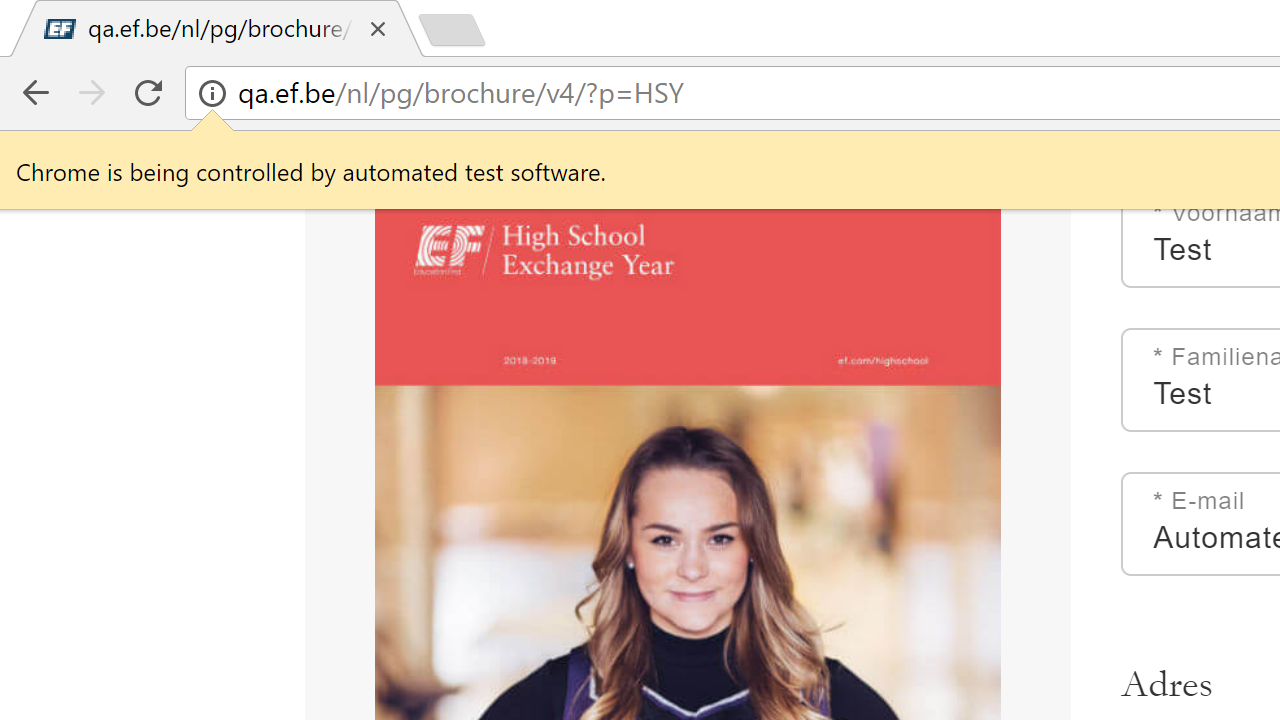 EF qa.ef.be/nl/pg/brochure/
qa.ef.be/nl/pg/brochure/v4/?p=HSY
Chrome is being controlled by automated test software.
EF High School
Education First Exchange Year
2018-2019 ef.com/highschool
* Voornaam
Test
* Familiena
Test
* E-mail
Automate
Adres